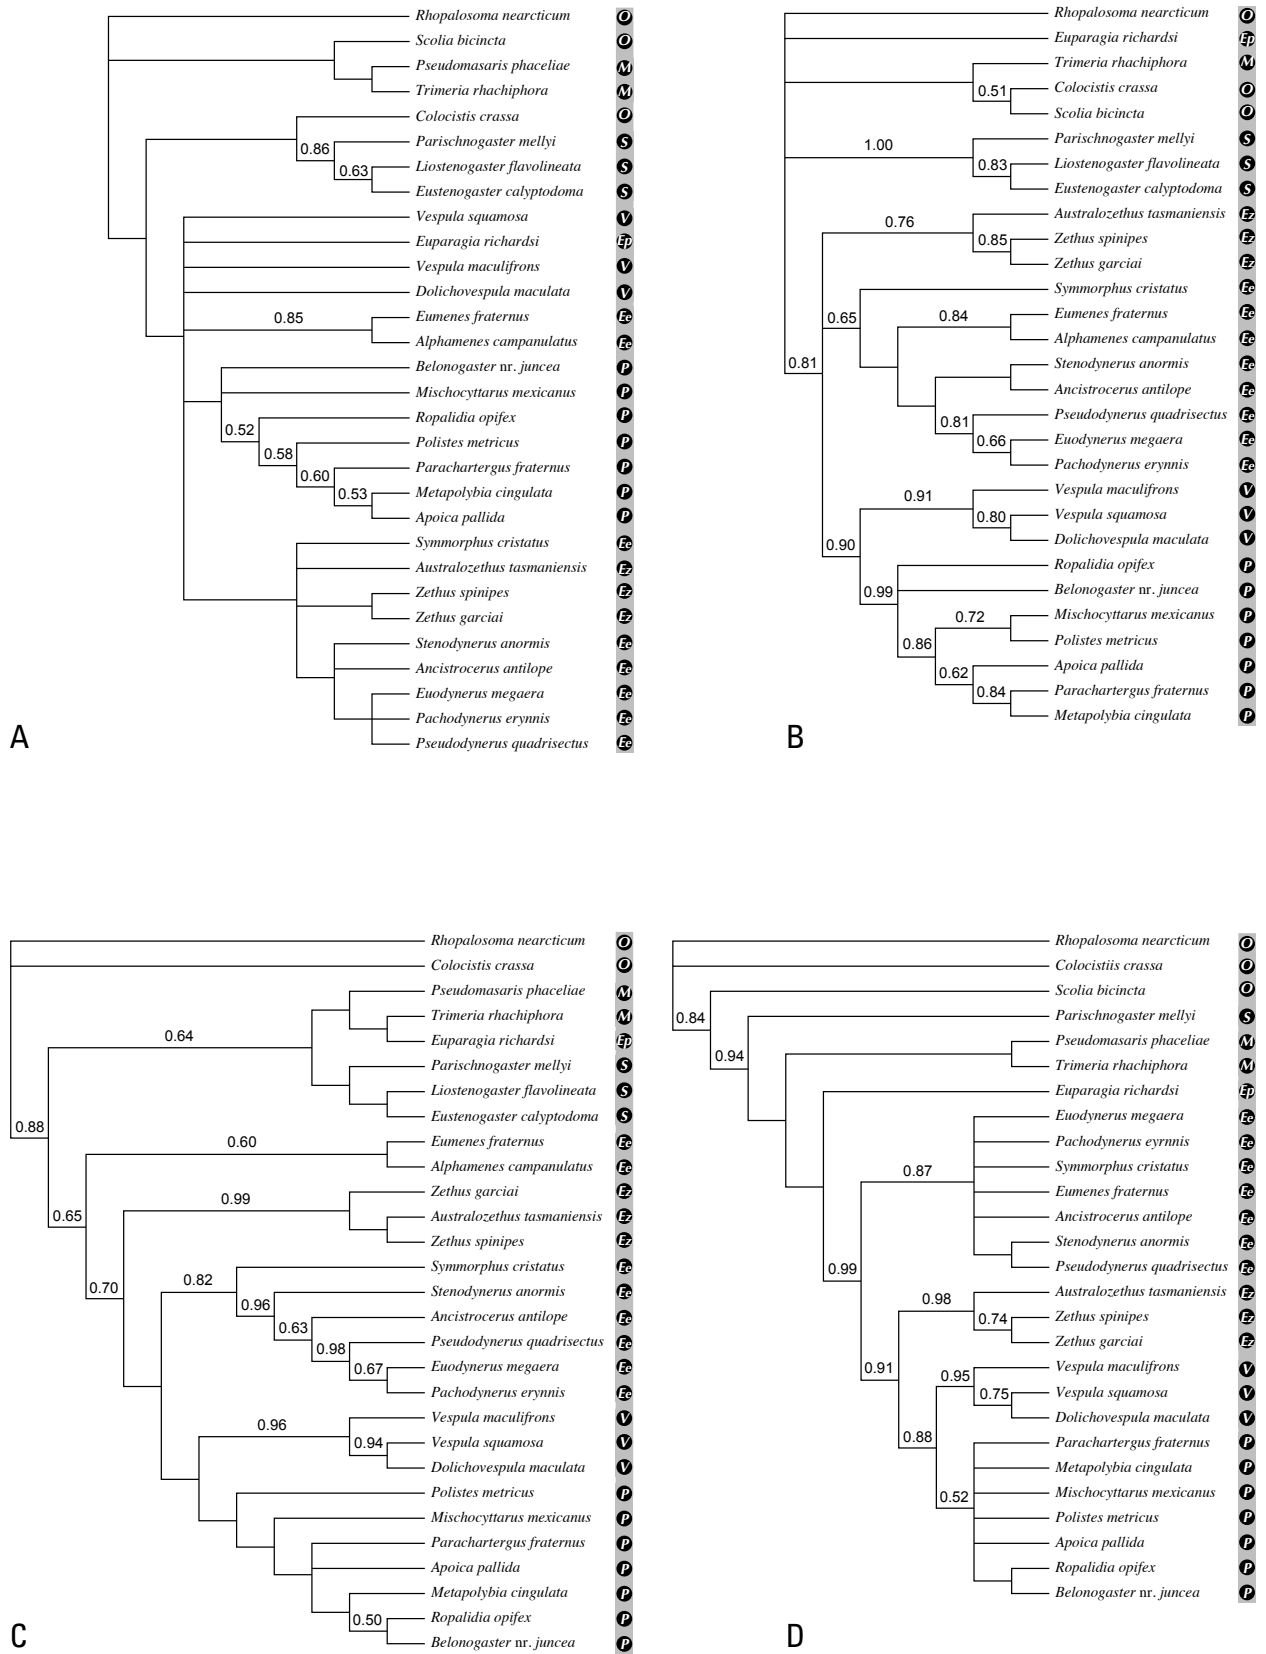 Rhopalosoma nearcticum O
Scolia bicincta O
Pseudomasaris phaceliae M
Trimeria rhachiphora M
Colocistis crassa O
0.86 Parischnogaster mellyi S
0.63 Liostenogaster flavolineata S
Eustenogaster calyptodoma S
Vespula squamosa V
Euparagia richardsi Ep
Vespula maculifrons V
Dolichovespula maculata V
0.85 Eumenes fraternus Ee
Alphamenes campanulatus Ee
Belonogaster nr. juncea P
Mischocyttarus mexicanus P
0.52 Ropalidia opifex P
0.58 Polistes metricus P
0.60 Parachartergus fraternus P
0.53 Metapolybia cingulata P
Apoica pallida P
Symmorphus cristatus Ee
Australozethus tasmaniensis Ez
Zethus spinipes Ez
Zethus garciai Ez
Stenodynerus anormis Ee
Ancistrocerus antilope Ee
Euodynerus megaera Ee
Pachodynerus erynnis Ee
Pseudodynerus quadrisectus Ee
A
Rhopalosoma nearcticum O
Euparagia richardsi Ep
Trimeria rhachiphora M
0.51 Colocistis crassa O
Scolia bicincta O
1.00 Parischnogaster mellyi S
0.83 Liostenogaster flavolineata S
Eustenogaster calyptodoma S
0.76 Australozethus tasmaniensis Ez
0.85 Zethus spinipes Ez
Zethus garciai Ez
Symmorphus cristatus Ee
0.65 0.84 Eumenes fraternus Ee
Alphamenes campanulatus Ee
0.81 Stenodynerus anormis Ee
Ancistrocerus antilope Ee
0.81 Pseudodynerus quadrisectus Ee
0.66 Euodynerus megaera Ee
Pachodynerus erynnis Ee
0.91 Vespula maculifrons V
0.80 Vespula squamosa V
0.90 Dolichovespula maculata V
Ropalidia opifex P
0.99 Belonogaster nr. juncea P
0.72 Mischocyttarus mexicanus P
0.86 Polistes metricus P
0.62 Apoica pallida P
0.84 Parachartergus fraternus P
Metapolybia cingulata P
B
Rhopalosoma nearcticum O
Colocistis crassa O
Pseudomasaris phaceliae M
Trimeria rhachiphora M
0.64 Euparagia richardsi Ep
Parischnogaster mellyi S
Liostenogaster flavolineata S
Eustenogaster calyptodoma S
0.88 0.60 Eumenes fraternus Ee
Alphamenes campanulatus Ee
0.99 Zethus garciai Ez
0.65 Australozethus tasmaniensis Ez
Zethus spinipes Ez
0.70 0.82 Symmorphus cristatus Ee
0.96 Stenodynerus anormis Ee
0.63 Ancistrocerus antilope Ee
0.98 Pseudodynerus quadrisectus Ee
0.67 Euodynerus megaera Ee
Pachodynerus erynnis Ee
0.96 Vespula maculifrons V
0.94 Vespula squamosa V
Dolichovespula maculata V
Polistes metricus P
Mischocyttarus mexicanus P
Parachartergus fraternus P
Apoica pallida P
Metapolybia cingulata P
0.50 Ropalidia opifex P
Belonogaster nr. juncea P
C
Rhopalosoma nearcticum O
Colocistiis crassa O
Scolia bicincta O
0.84 Parischnogaster mellyi S
0.94 Pseudomasaris phaceliae M
Trimeria rhachiphora M
Euparagia richardsi Ep
Euodynerus megaera Ee
Pachodynerus eyrnnis Ee
0.87 Symmorphus cristatus Ee
Eumenes fraternus Ee
Ancistrocerus antilope Ee
Stenodynerus anormis Ee
0.99 Pseudodynerus quadrisectus Ee
0.98 Australozethus tasmaniensis Ez
0.74 Zethus spinipes Ez
Zethus garciai Ez
0.91 0.95 Vespula maculifrons V
0.75 Vespula squamosa V
Dolichovespula maculata V
0.88 Parachartergus fraternus P
Metapolybia cingulata P
0.52 Mischocyttarus mexicanus P
Polistes metricus P
Apoica pallida P
Ropalidia opifex P
Belonogaster nr. juncea P
D